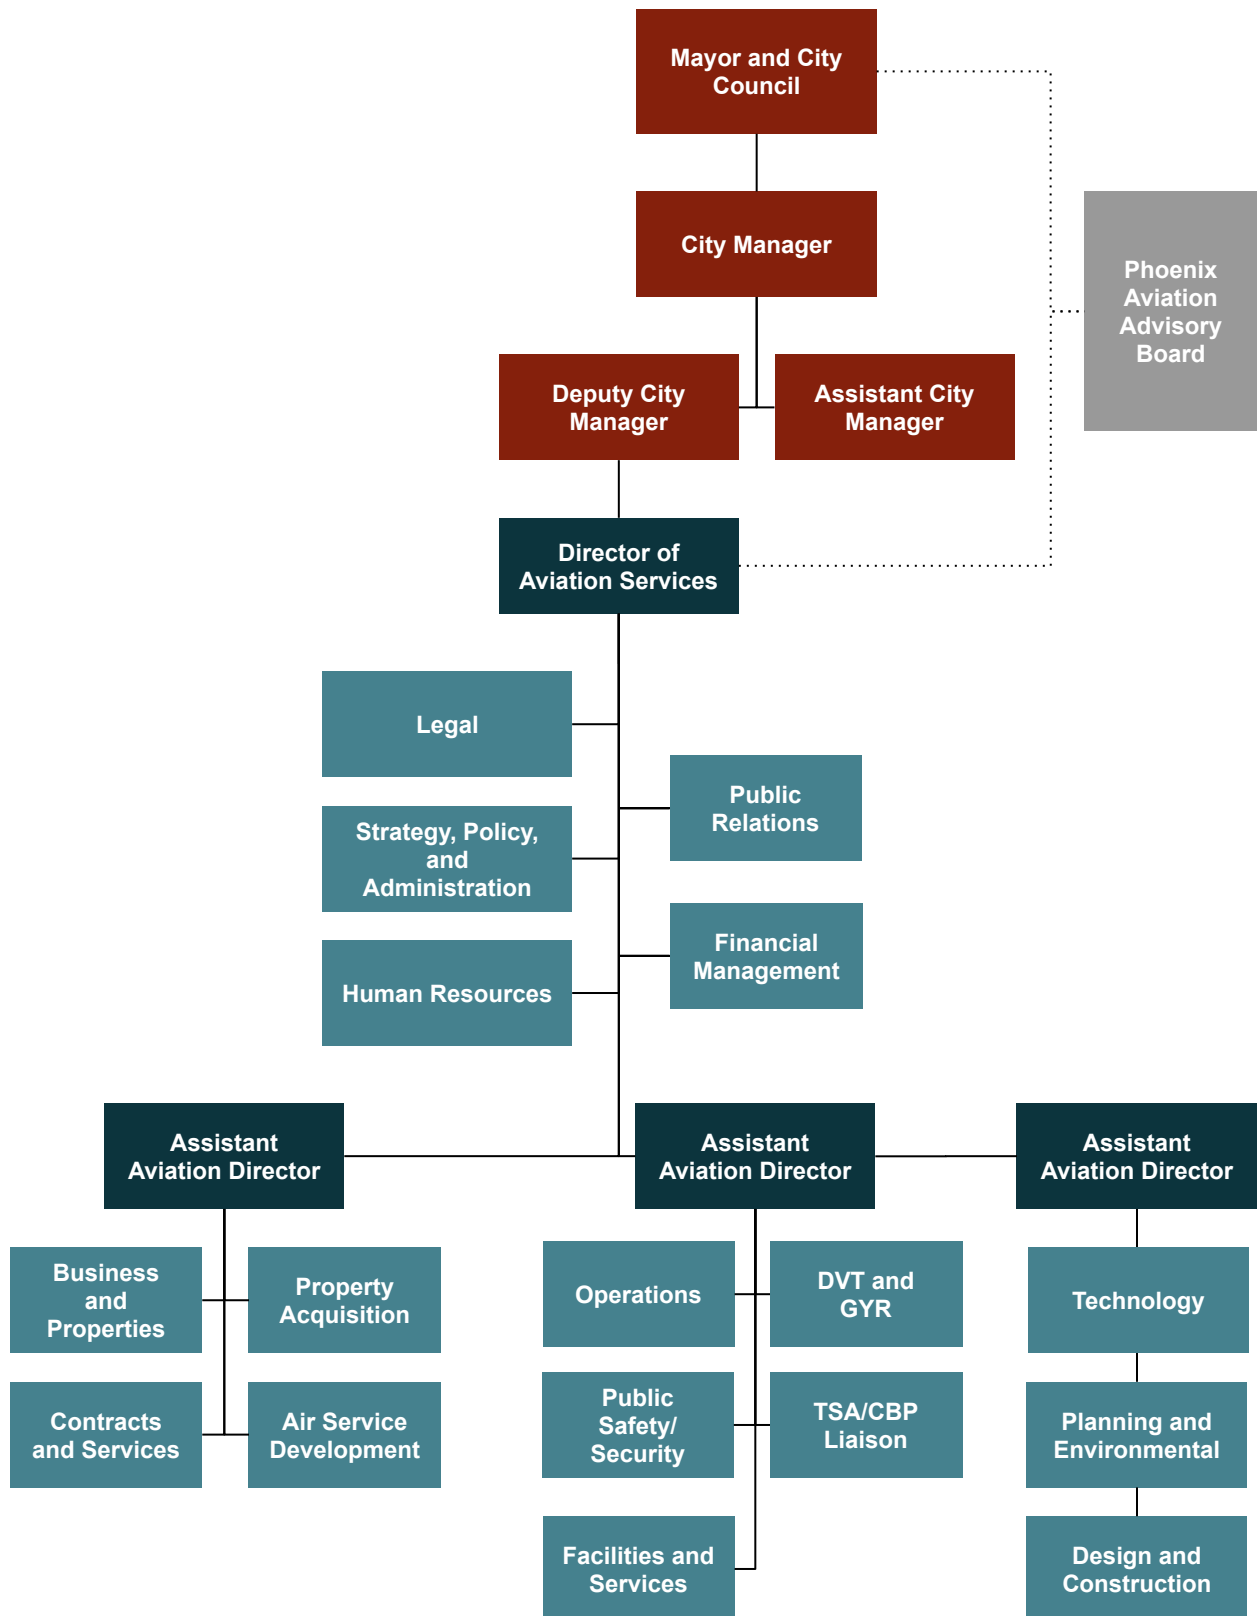 Mayor and City
Council
City Manager
Phoenix
Aviation
Advisory
Board
Deputy City
Manager
Assistant City
Manager
Director of
Aviation Services
Legal
Public
Relations
Strategy, Policy,
and
Administration
Financial
Management
Human Resources
Assistant
Aviation Director
Assistant
Aviation Director
Assistant
Aviation Director
Business
and
Properties
Property
Acquisition
Operations
DVT and
GYR
Technology
Contracts
and Services
Air Service
Development
Public
Safety/
Security
TSA/CBP
Liaison
Planning and
Environmental
Facilities and
Services
Design and
Construction